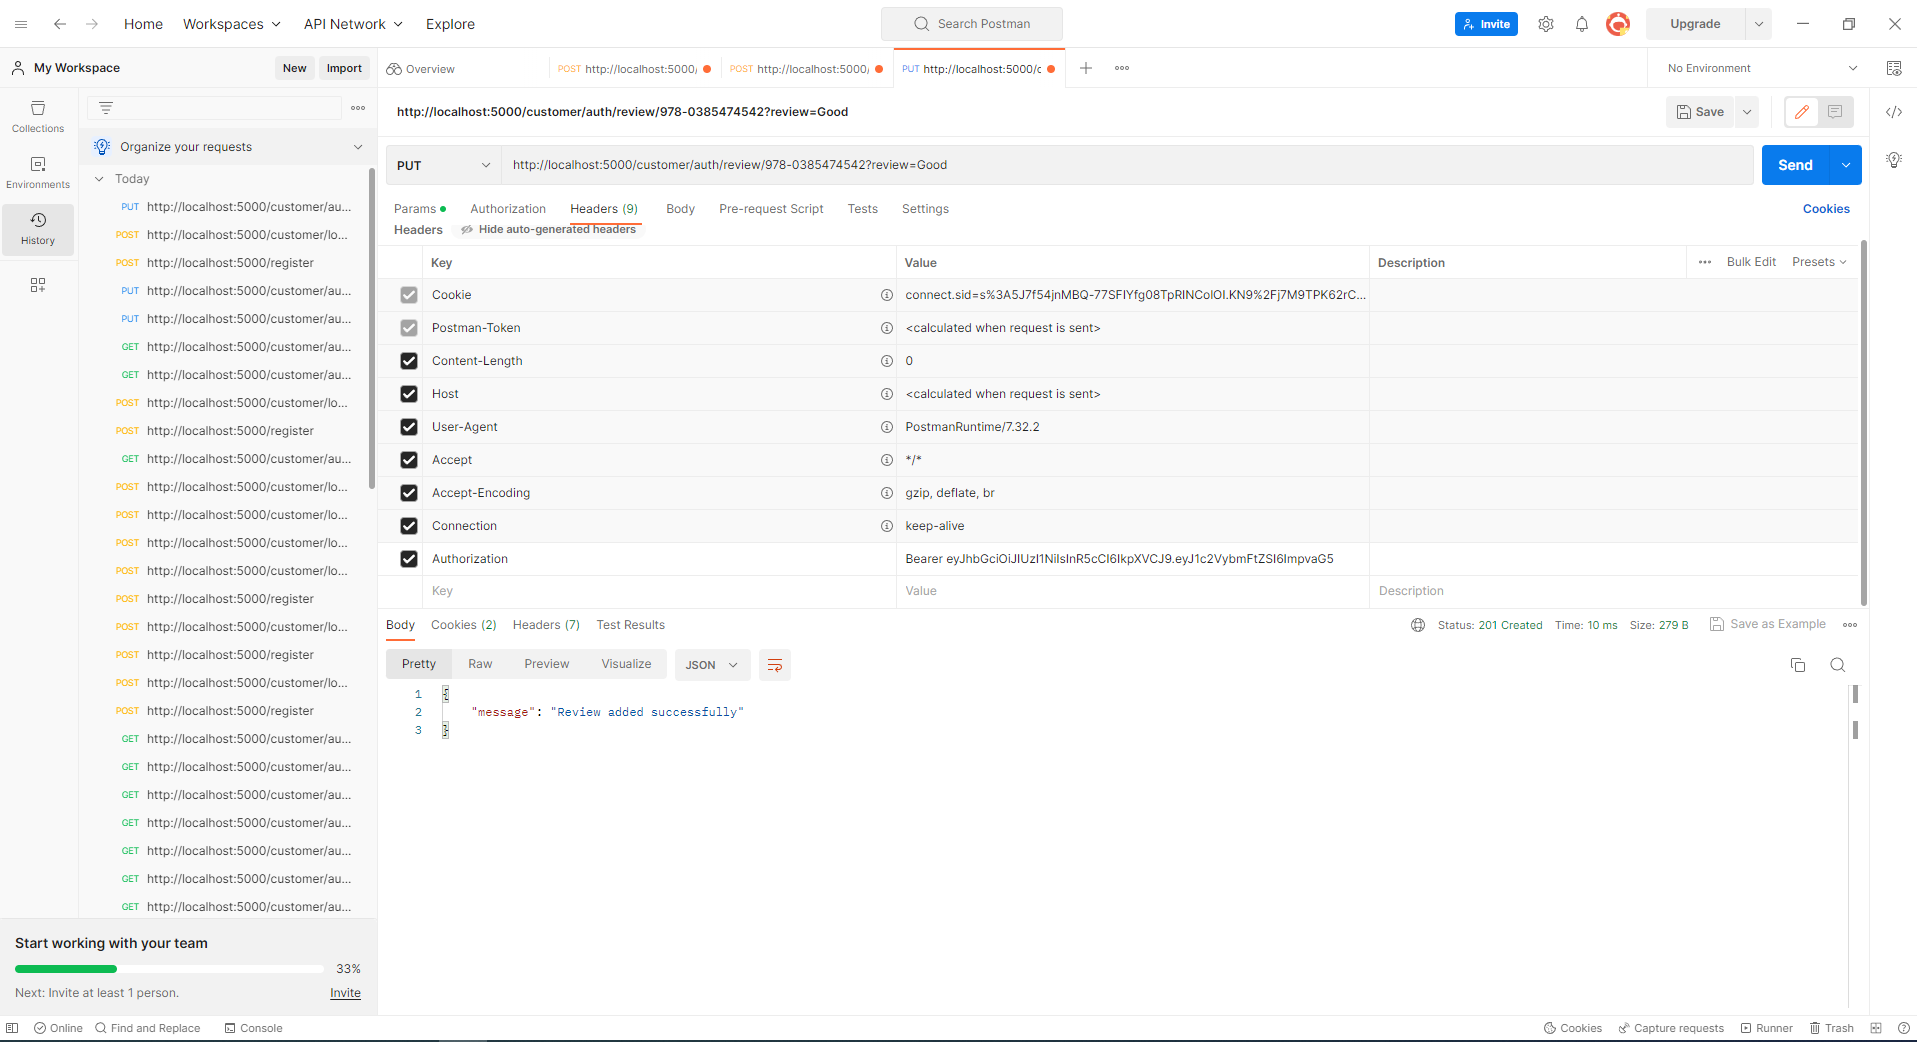 Home Workspaces API Network Explore Search Postman Invite Upgrade
My Workspace New Import Overview POST http://localhost:5000/ POST http://localhost:5000/ PUT http://localhost:5000/c No Environment
Collections
Environments
History
Organize your requests
Today
PUT http://localhost:5000/customer/au...
POST http://localhost:5000/customer/lo...
POST http://localhost:5000/register
PUT http://localhost:5000/customer/au...
PUT http://localhost:5000/customer/au...
GET http://localhost:5000/customer/au...
GET http://localhost:5000/customer/au...
POST http://localhost:5000/customer/lo...
POST http://localhost:5000/register
GET http://localhost:5000/customer/au...
POST http://localhost:5000/customer/lo...
POST http://localhost:5000/customer/lo...
POST http://localhost:5000/customer/lo...
POST http://localhost:5000/customer/lo...
POST http://localhost:5000/register
POST http://localhost:5000/customer/lo...
POST http://localhost:5000/register
POST http://localhost:5000/customer/lo...
POST http://localhost:5000/register
GET http://localhost:5000/customer/au...
GET http://localhost:5000/customer/au...
GET http://localhost:5000/customer/au...
GET http://localhost:5000/customer/au...
GET http://localhost:5000/customer/au...
GET http://localhost:5000/customer/au...
GET http://localhost:5000/customer/au...
Start working with your team
33%
Next: Invite at least 1 person. Invite
http://localhost:5000/customer/auth/review/978-0385474542?review=Good Save
PUT http://localhost:5000/customer/auth/review/978-0385474542?review=Good Send
Params Authorization Headers (9) Body Pre-request Script Tests Settings Cookies
Headers Hide auto-generated headers
Key Value Description Bulk Edit Presets
Cookie connect.sid=s%3A5J7f54jnMBQ-77SFIYfg08TpRINColOI.KN9%2Fj7M9TPK62rC...
Postman-Token <calculated when request is sent>
Content-Length 0
Host <calculated when request is sent>
User-Agent PostmanRuntime/7.32.2
Accept */*
Accept-Encoding gzip, deflate, br
Connection keep-alive
Authorization Bearer eyJhbGciOiJIUzI1NiIsInR5cCI6IkpXVCJ9.eyJ1c2VybmFtZSI6ImpvaG5
Key Value Description
Body Cookies (2) Headers (7) Test Results Status: 201 Created Time: 10 ms Size: 279 B Save as Example
Pretty Raw Preview Visualize JSON
1 {
2 "message": "Review added successfully"
3 }
Online Find and Replace Console Cookies Capture requests Runner Trash